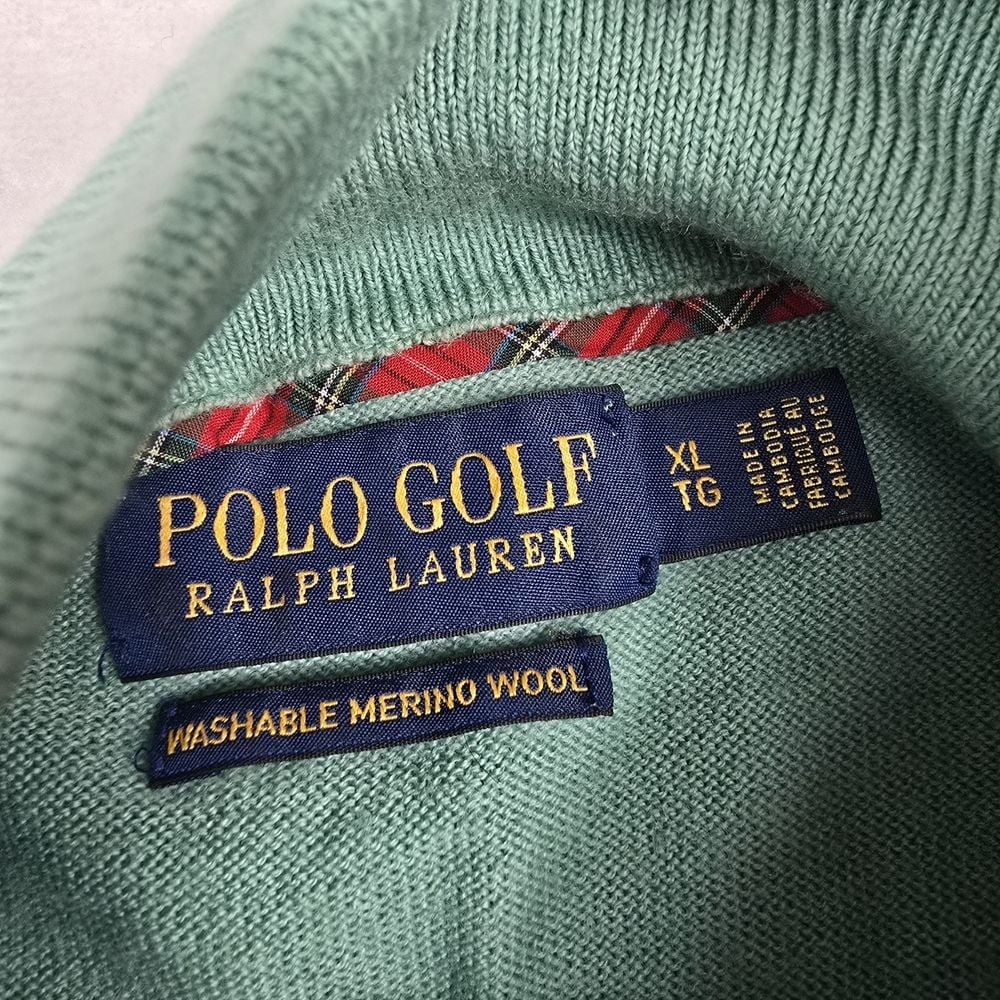 POLO GOLF
RALPH LAUREN
XL
TG
MADE IN
CAMBODIA
FABRIQUÉ AU
CAMBODGE
WASHABLE MERINO WOOL